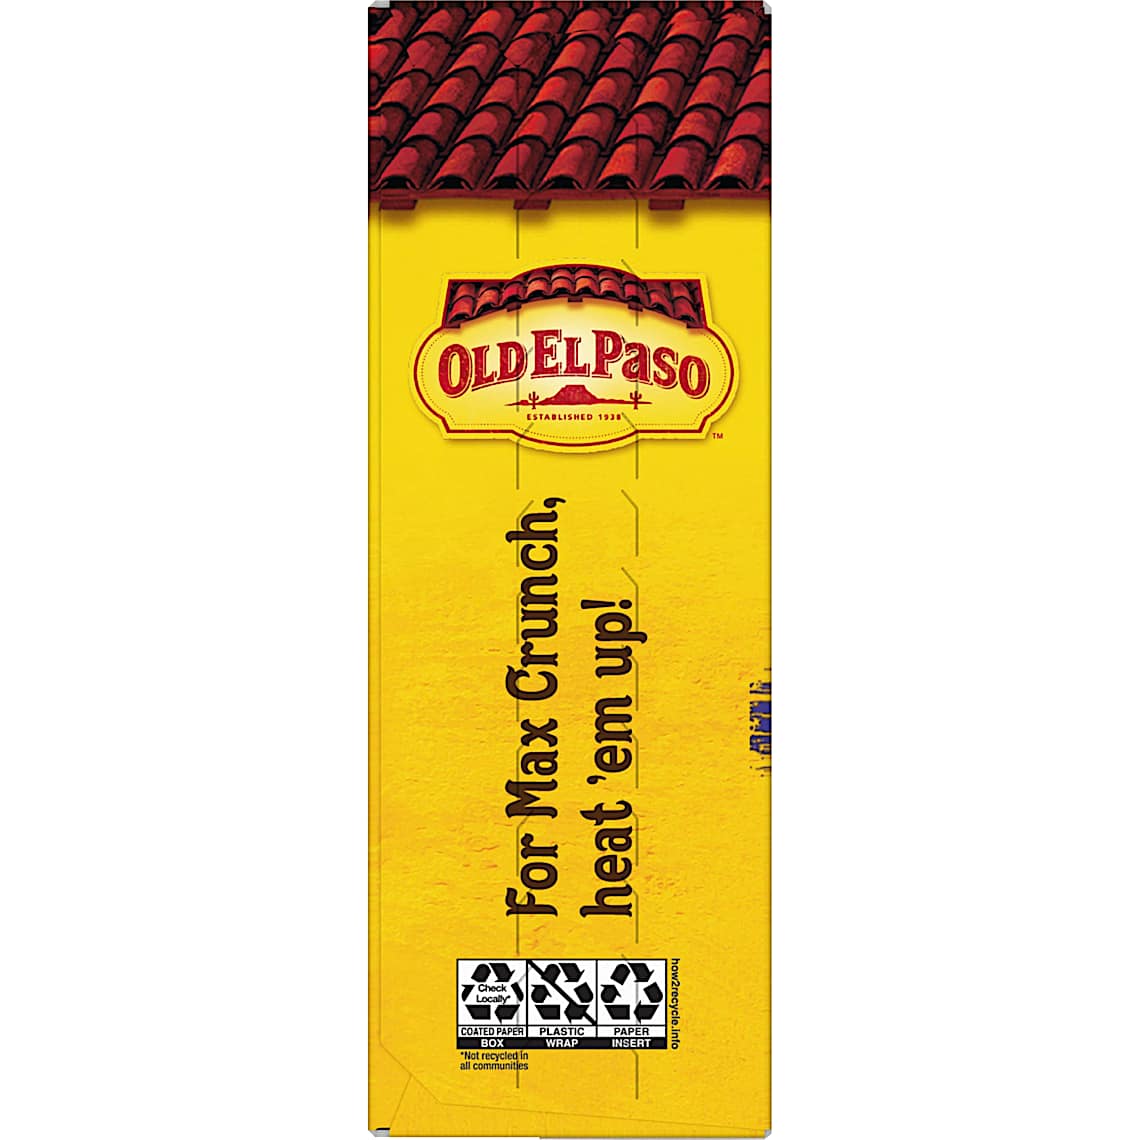 OLD EL PASO
ESTABLISHED 1938
TM
For Max Crunch,
heat 'em up!
Check
Locally*
COATED PAPER
BOX
PLASTIC
WRAP
PAPER
INSERT
how2recycle.info
*Not recycled in
all communities